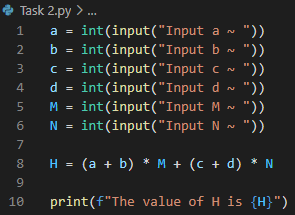 Task 2.py > ...
1 a = int(input("Input a ~ "))
2 b = int(input("Input b ~ "))
3 c = int(input("Input c ~ "))
4 d = int(input("Input d ~ "))
5 M = int(input("Input M ~ "))
6 N = int(input("Input N ~ "))
7
8 H = (a + b) * M + (c + d) * N
9
10 print(f"The value of H is {H}")